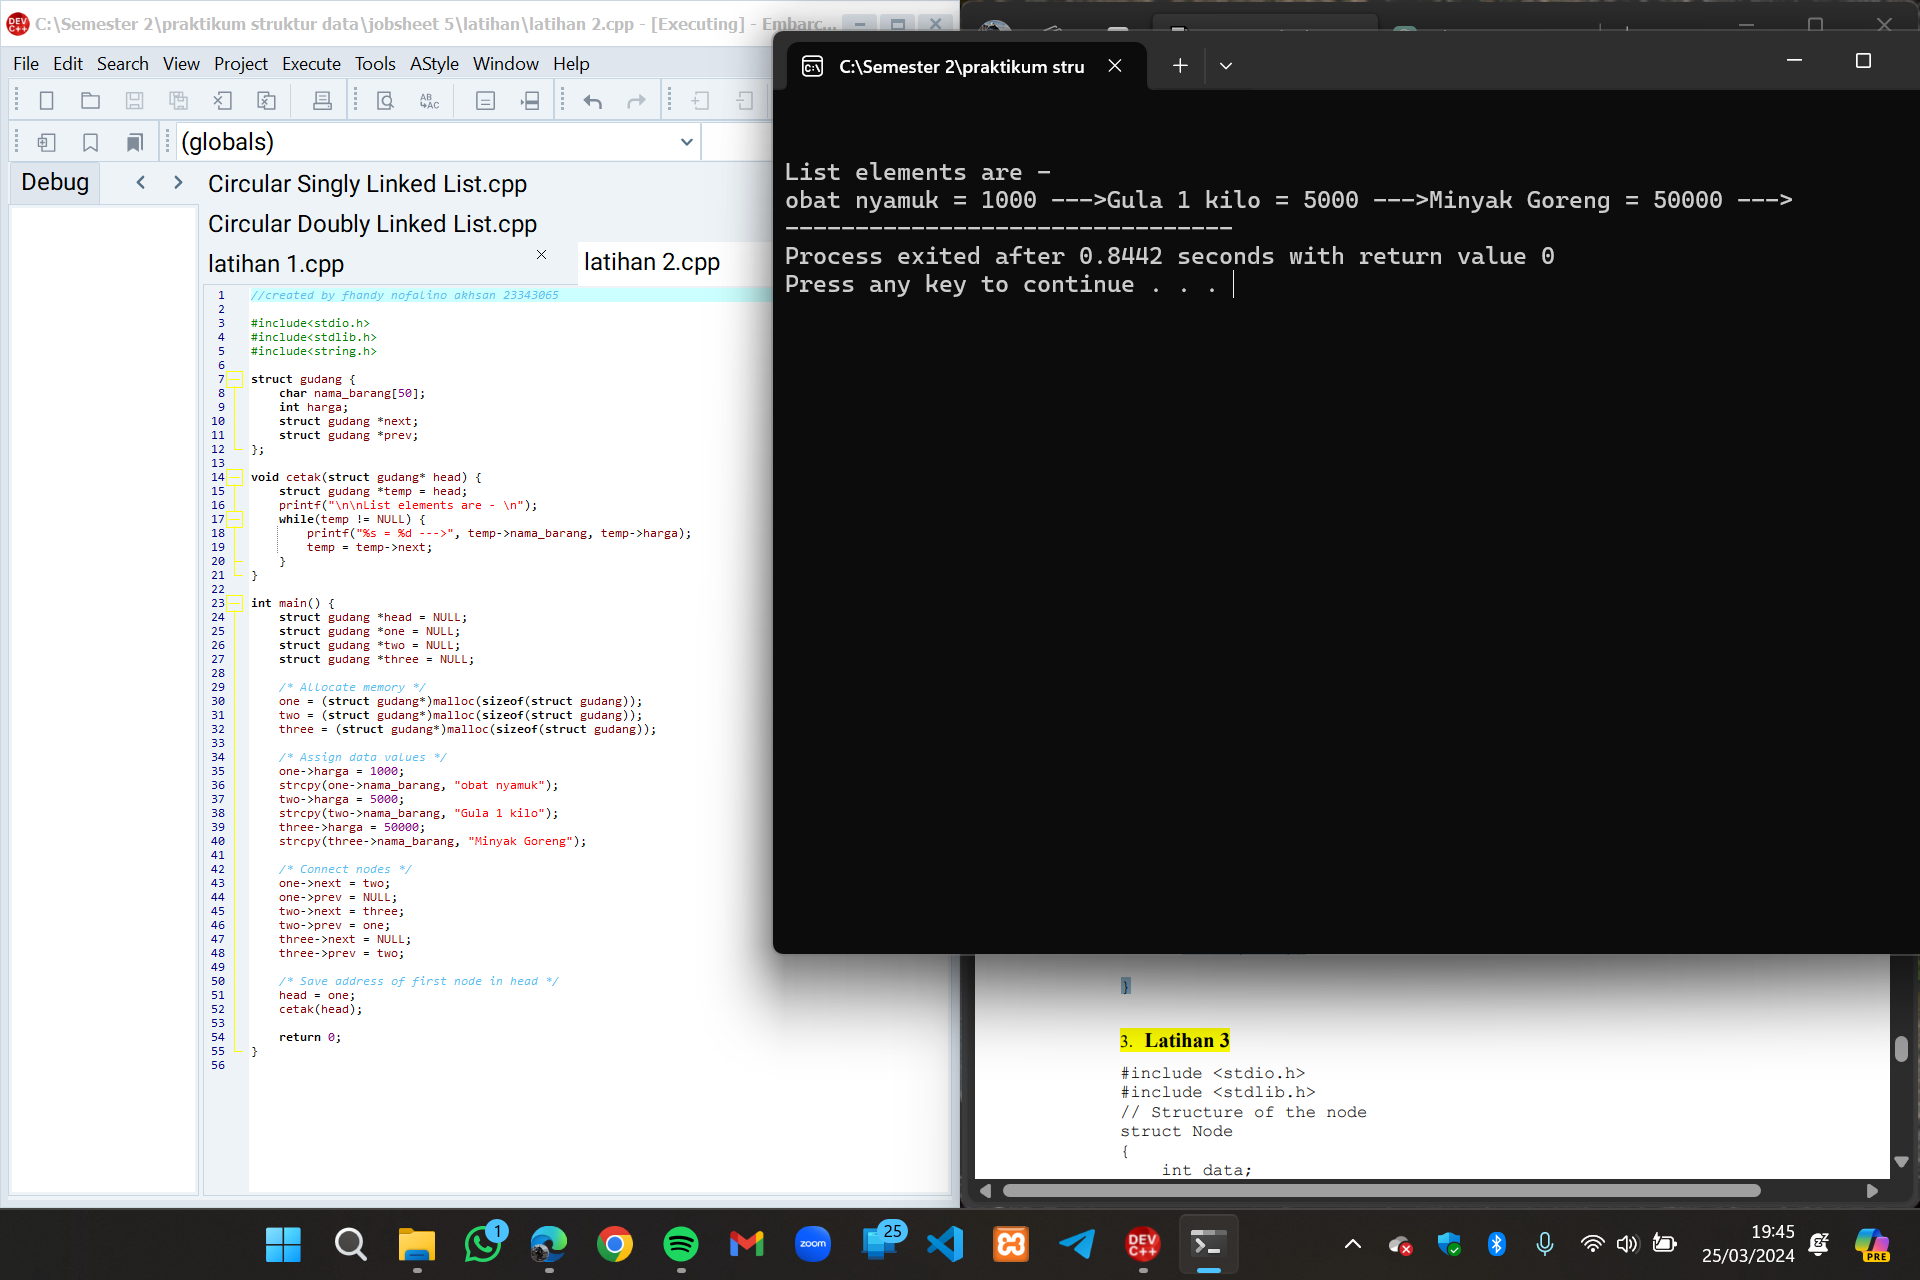 C:\Semester 2\praktikum struktur data\jobsheet 5\latihan\latihan 2.cpp - [Executing] - Embarc...
File Edit Search View Project Execute Tools AStyle Window Help
(globals)
Debug
Circular Singly Linked List.cpp
Circular Doubly Linked List.cpp
latihan 1.cpp
latihan 2.cpp
1 //created by fhandy nofalino akhsan 23343065
2
3 #include<stdio.h>
4 #include<stdlib.h>
5 #include<string.h>
6
7 struct gudang {
8 char nama_barang[50];
9 int harga;
10 struct gudang *next;
11 struct gudang *prev;
12 };
13
14 void cetak(struct gudang* head) {
15 struct gudang *temp = head;
16 printf("\n\nList elements are - \n");
17 while(temp != NULL) {
18 printf("%s = %d --->", temp->nama_barang, temp->harga);
19 temp = temp->next;
20 }
21 }
22
23 int main() {
24 struct gudang *head = NULL;
25 struct gudang *one = NULL;
26 struct gudang *two = NULL;
27 struct gudang *three = NULL;
28
29 /* Allocate memory */
30 one = (struct gudang*)malloc(sizeof(struct gudang));
31 two = (struct gudang*)malloc(sizeof(struct gudang));
32 three = (struct gudang*)malloc(sizeof(struct gudang));
33
34 /* Assign data values */
35 one->harga = 1000;
36 strcpy(one->nama_barang, "obat nyamuk");
37 two->harga = 5000;
38 strcpy(two->nama_barang, "Gula 1 kilo");
39 three->harga = 50000;
40 strcpy(three->nama_barang, "Minyak Goreng");
41
42 /* Connect nodes */
43 one->next = two;
44 one->prev = NULL;
45 two->next = three;
46 two->prev = one;
47 three->next = NULL;
48 three->prev = two;
49
50 /* Save address of first node in head */
51 head = one;
52 cetak(head);
53
54 return 0;
55 }
56
C:\Semester 2\praktikum stru
List elements are -
obat nyamuk = 1000 --->Gula 1 kilo = 5000 --->Minyak Goreng = 50000 --->
--------------------------------
Process exited after 0.8442 seconds with return value 0
Press any key to continue . . .
}
3. Latihan 3
#include <stdio.h>
#include <stdlib.h>
// Structure of the node
struct Node
{
int data;
1
zoom
25
DEV C++
19:45
25/03/2024
PRE